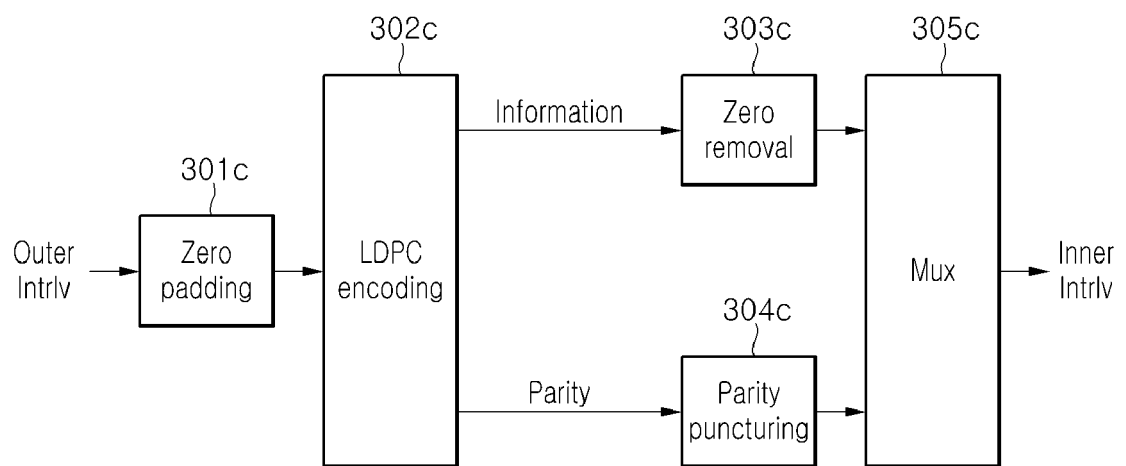 302c
303c
305c
Information
Zero
removal
301c
Outer
Intrlv
Zero
padding
LDPC
encoding
Mux
Inner
Intrlv
304c
Parity
Parity
puncturing